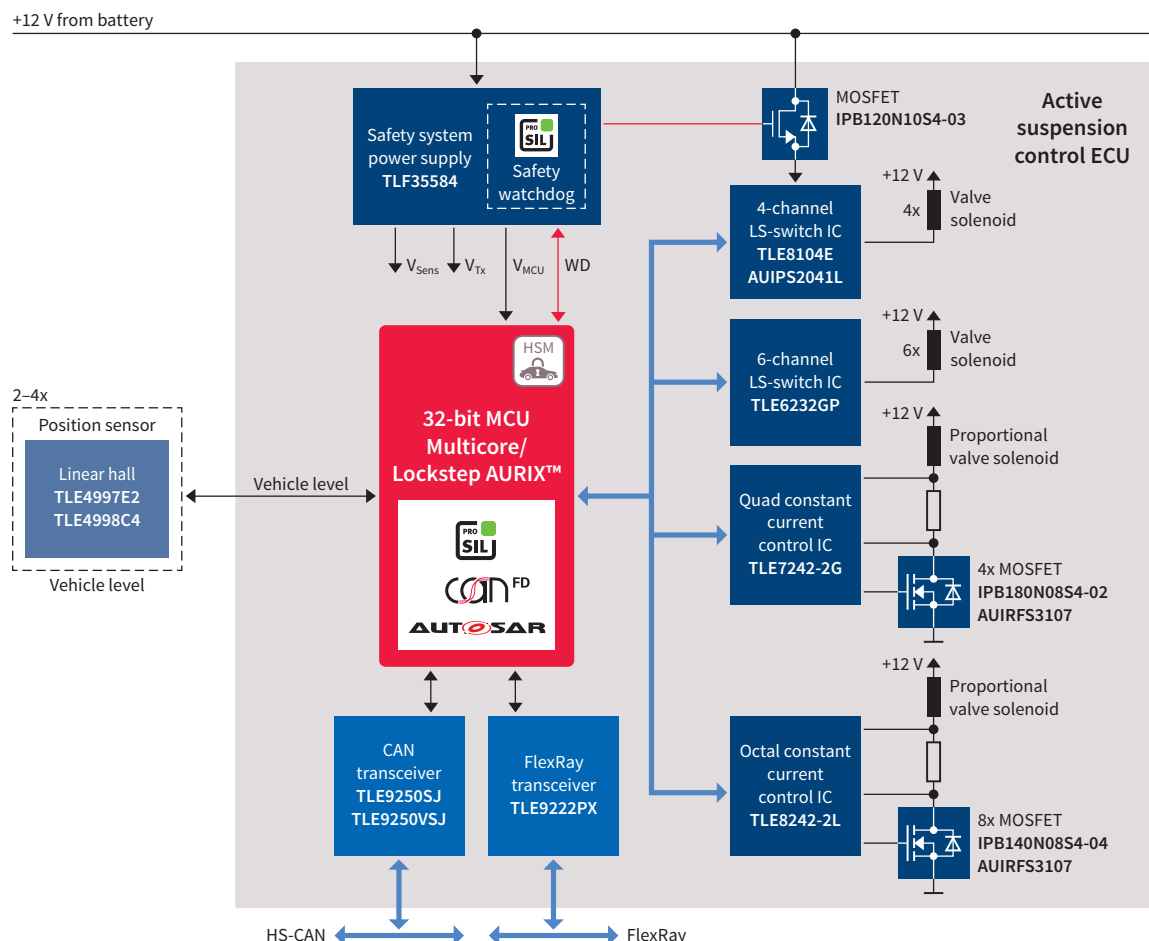 +12 V from battery
Active
suspension
control ECU
Safety system
power supply
TLF35584
PRO
SIL
Safety
watchdog
MOSFET
IPB120N10S4-03
4-channel
LS-switch IC
TLE8104E
AUIPS2041L
+12 V
4x
Valve
solenoid
VSens
VTx
VMCU
WD
6-channel
LS-switch IC
TLE6232GP
+12 V
6x
Valve
solenoid
HSM
32-bit MCU
Multicore/
Lockstep AURIX™
PRO
SIL
CAN FD
AUTOSAR
2–4x
Position sensor
Linear hall
TLE4997E2
TLE4998C4
Vehicle level
Vehicle level
Quad constant
current
control IC
TLE7242-2G
+12 V
Proportional
valve solenoid
4x MOSFET
IPB180N08S4-02
AUIRFS3107
CAN
transceiver
TLE9250SJ
TLE9250VSJ
FlexRay
transceiver
TLE9222PX
Octal constant
current
control IC
TLE8242-2L
+12 V
Proportional
valve solenoid
8x MOSFET
IPB140N08S4-04
AUIRFS3107
HS-CAN
FlexRay